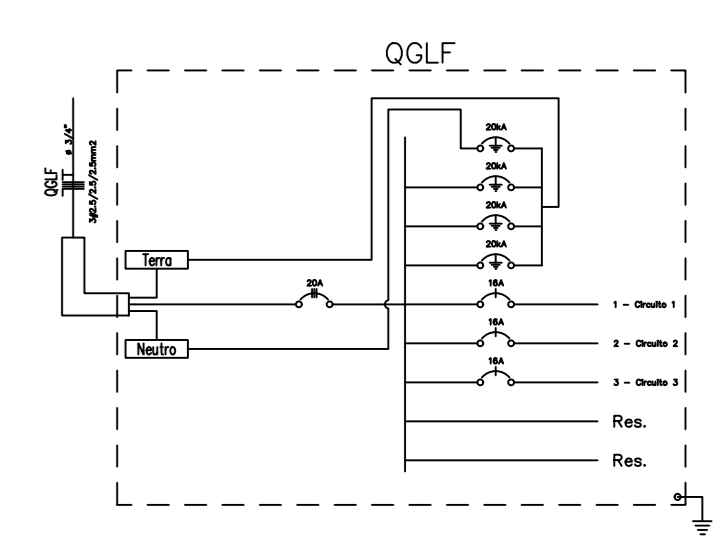 QGLF
ø 3/4"
QGLF
3#2.5/2.5/2.5mm2
20kA
20kA
20kA
20kA
Terra
20A
16A
1 - Circuito 1
16A
2 - Circuito 2
Neutro
16A
3 - Circuito 3
Res.
Res.